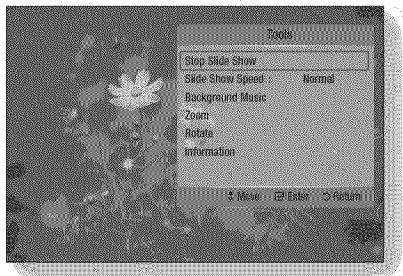 Tools
Stop Slide Show
Slide Show Speed : Normal
Background Music
Zoom
Rotate
Information
Move Enter Return